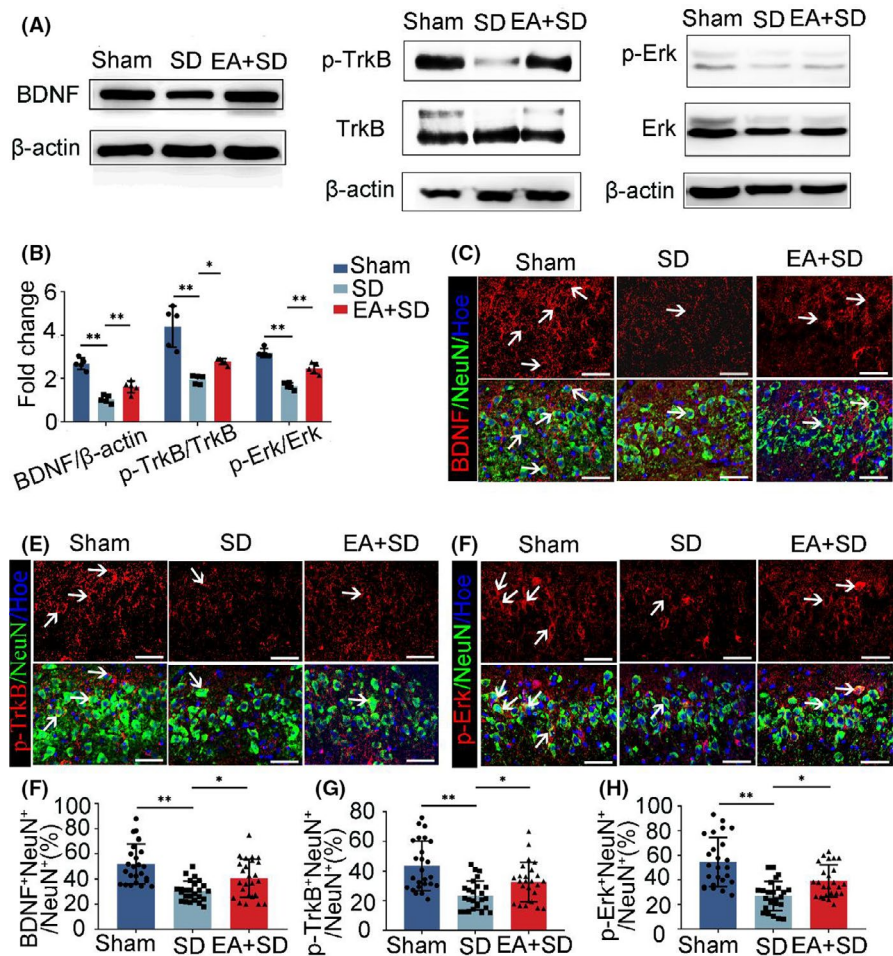 (A)
Sham SD EA+SD
BDNF
β-actin
Sham SD EA+SD
p-TrkB
TrkB
β-actin
Sham SD EA+SD
p-Erk
Erk
β-actin
(B)
Fold change
6
4
2
0
** ** ** * ** **
BDNF/β-actin
p-TrkB/TrkB
p-Erk/Erk
Sham
SD
EA+SD
(C)
Sham SD EA+SD
BDNF/NeuN/Hoe
(E)
Sham SD EA+SD
p-TrkB/NeuN/Hoe
(F)
Sham SD EA+SD
p-Erk/NeuN/Hoe
(F)
BDNF⁺NeuN⁺
/NeuN⁺(%)
100
80
60
40
20
0
** *
Sham SD EA+SD
(G)
p-TrkB⁺NeuN⁺
/NeuN⁺(%)
80
60
40
20
0
** *
Sham SD EA+SD
(H)
p-Erk⁺NeuN⁺
/NeuN⁺(%)
100
80
60
40
20
0
** *
Sham SD EA+SD